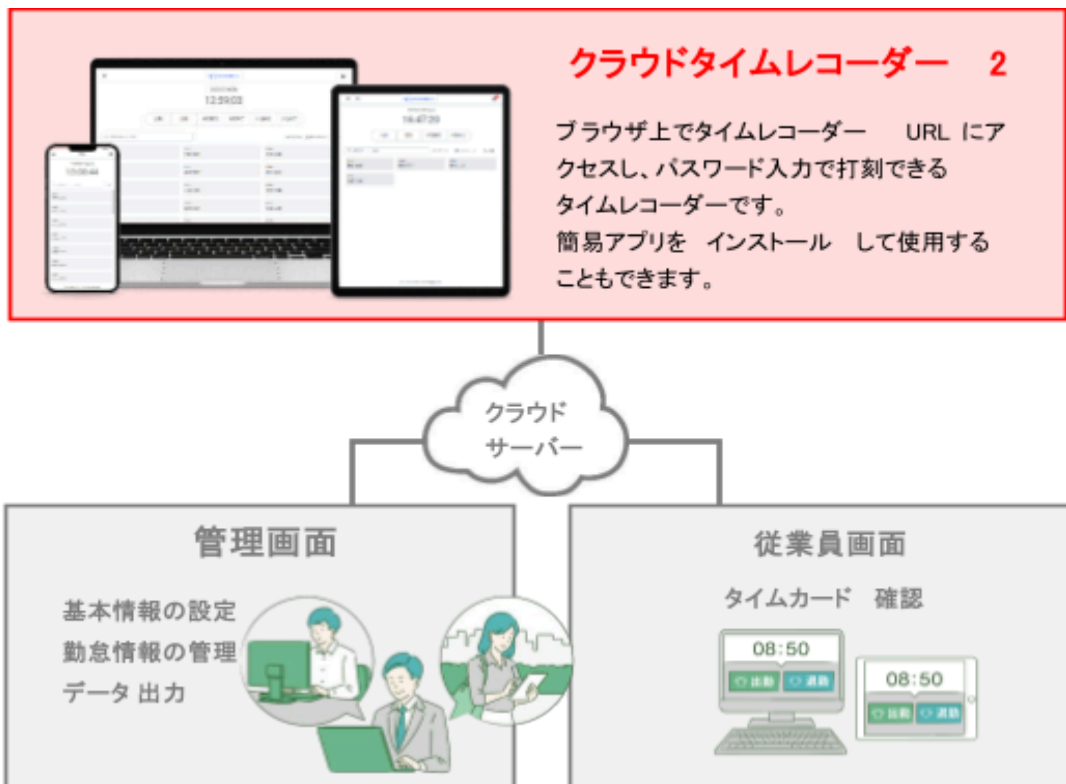 クラウドタイムレコーダー 2
ブラウザ上でタイムレコーダー URL にア
クセスし、パスワード入力で打刻できる
タイムレコーダーです。
簡易アプリを インストール して使用する
こともできます。
12:59:03
16:47:20
クラウド
サーバー
管理画面
基本情報の設定
勤怠情報の管理
データ出力
従業員画面
タイムカード 確認
08:50
出勤 退勤
08:50
出勤 退勤